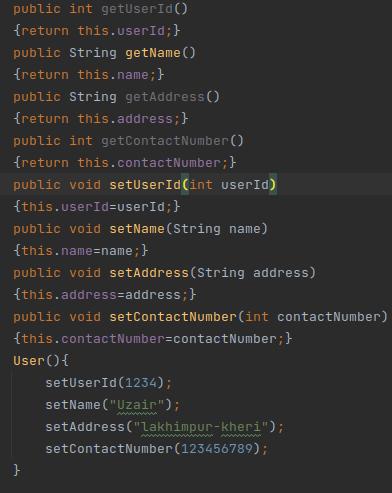 public int getUserId()
{return this.userId;}
public String getName()
{return this.name;}
public String getAddress()
{return this.address;}
public int getContactNumber()
{return this.contactNumber;}
public void setUserId(int userId)
{this.userId=userId;}
public void setName(String name)
{this.name=name;}
public void setAddress(String address)
{this.address=address;}
public void setContactNumber(int contactNumber)
{this.contactNumber=contactNumber;}
User(){
    setUserId(1234);
    setName("Uzair");
    setAddress("lakhimpur-kheri");
    setContactNumber(123456789);
}